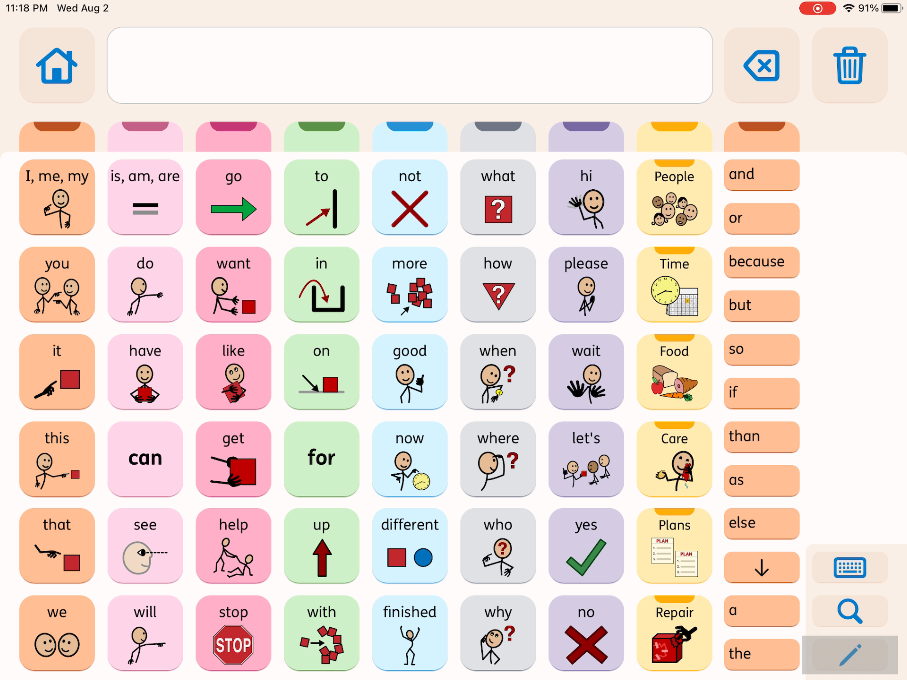 11:18 PM Wed Aug 2 91%
I, me, my is, am, are go to not what hi People and
or
you do want in more how please Time because
but
it have like on good when wait Food so
if
this can get for now where let's Care than
as
that see help up different who yes Plans else
PLAN
PLAN
we will stop with finished why no Repair a
STOP
the